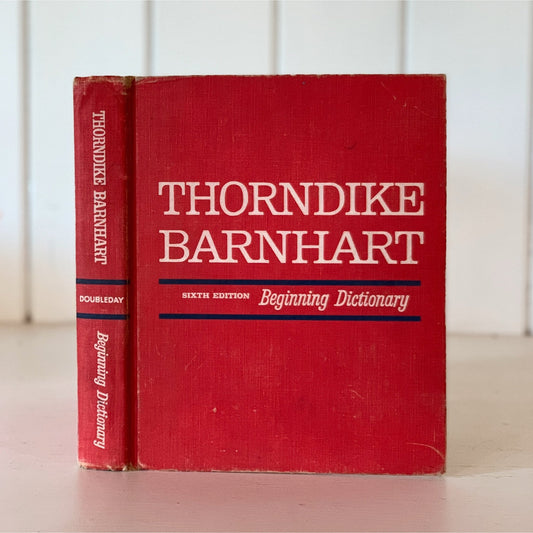 THORNDIKE BARNHART
DOUBLEDAY
Beginning Dictionary
THORNDIKE
BARNHART
SIXTH EDITION Beginning Dictionary